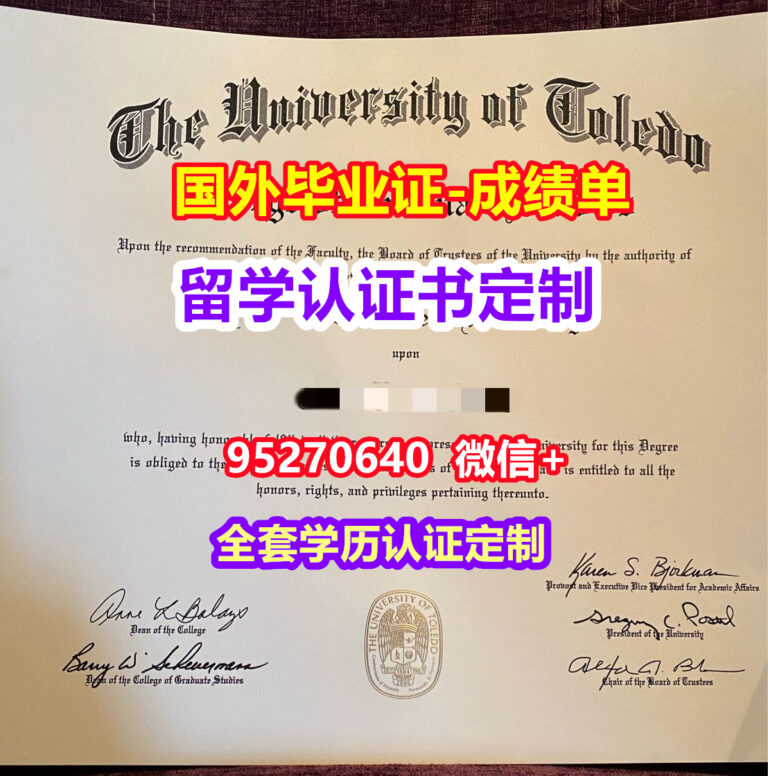 The University of Toledo
国外毕业证-成绩单
Upon the recommendation of the Faculty, the Board of Trustees of the University by the authority of
留学认证书定制
upon
who, having
95270640 微信+
University for this Degree
is obliged to the
of
is entitled to all the
honors, rights, and privileges pertaining thereunto.
全套学历认证定制
Karen S. Bjorkman
Provost and Executive Vice President for Academic Affairs
Dean of the College
Gregory C. Postel
President of the University
Dean of the College of Graduate Studies
Chair of the Board of Trustees
THE UNIVERSITY OF TOLEDO